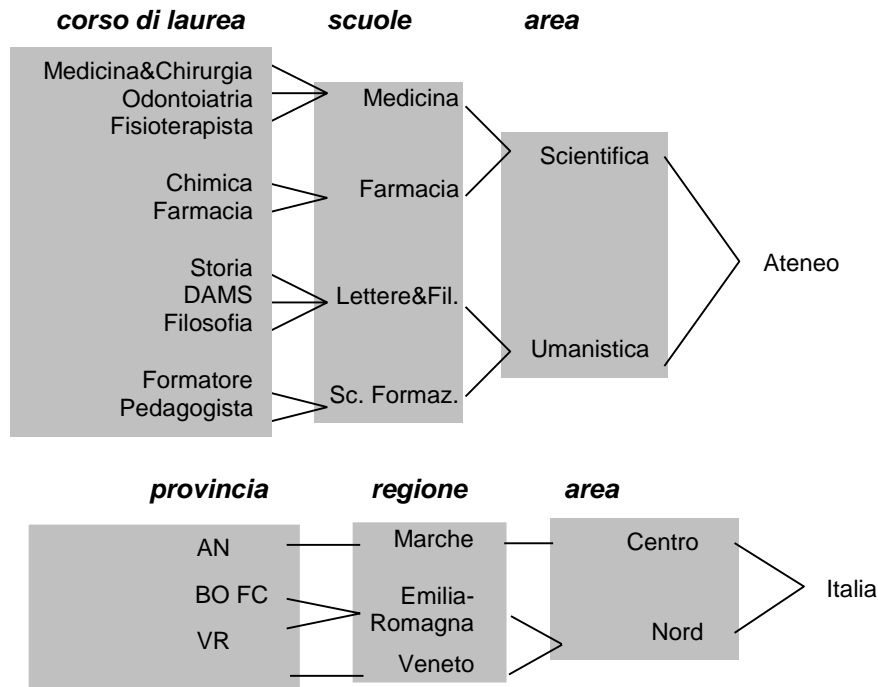 corso di laurea scuole area
Medicina&Chirurgia
Odontoiatria
Fisioterapista
Chimica
Farmacia
Storia
DAMS
Filosofia
Formatore
Pedagogista
Medicina
Farmacia
Lettere&Fil.
Sc. Formaz.
Scientifica
Umanistica
Ateneo
provincia regione area
AN
BO FC
VR
Marche
Emilia-
Romagna
Veneto
Centro
Nord
Italia